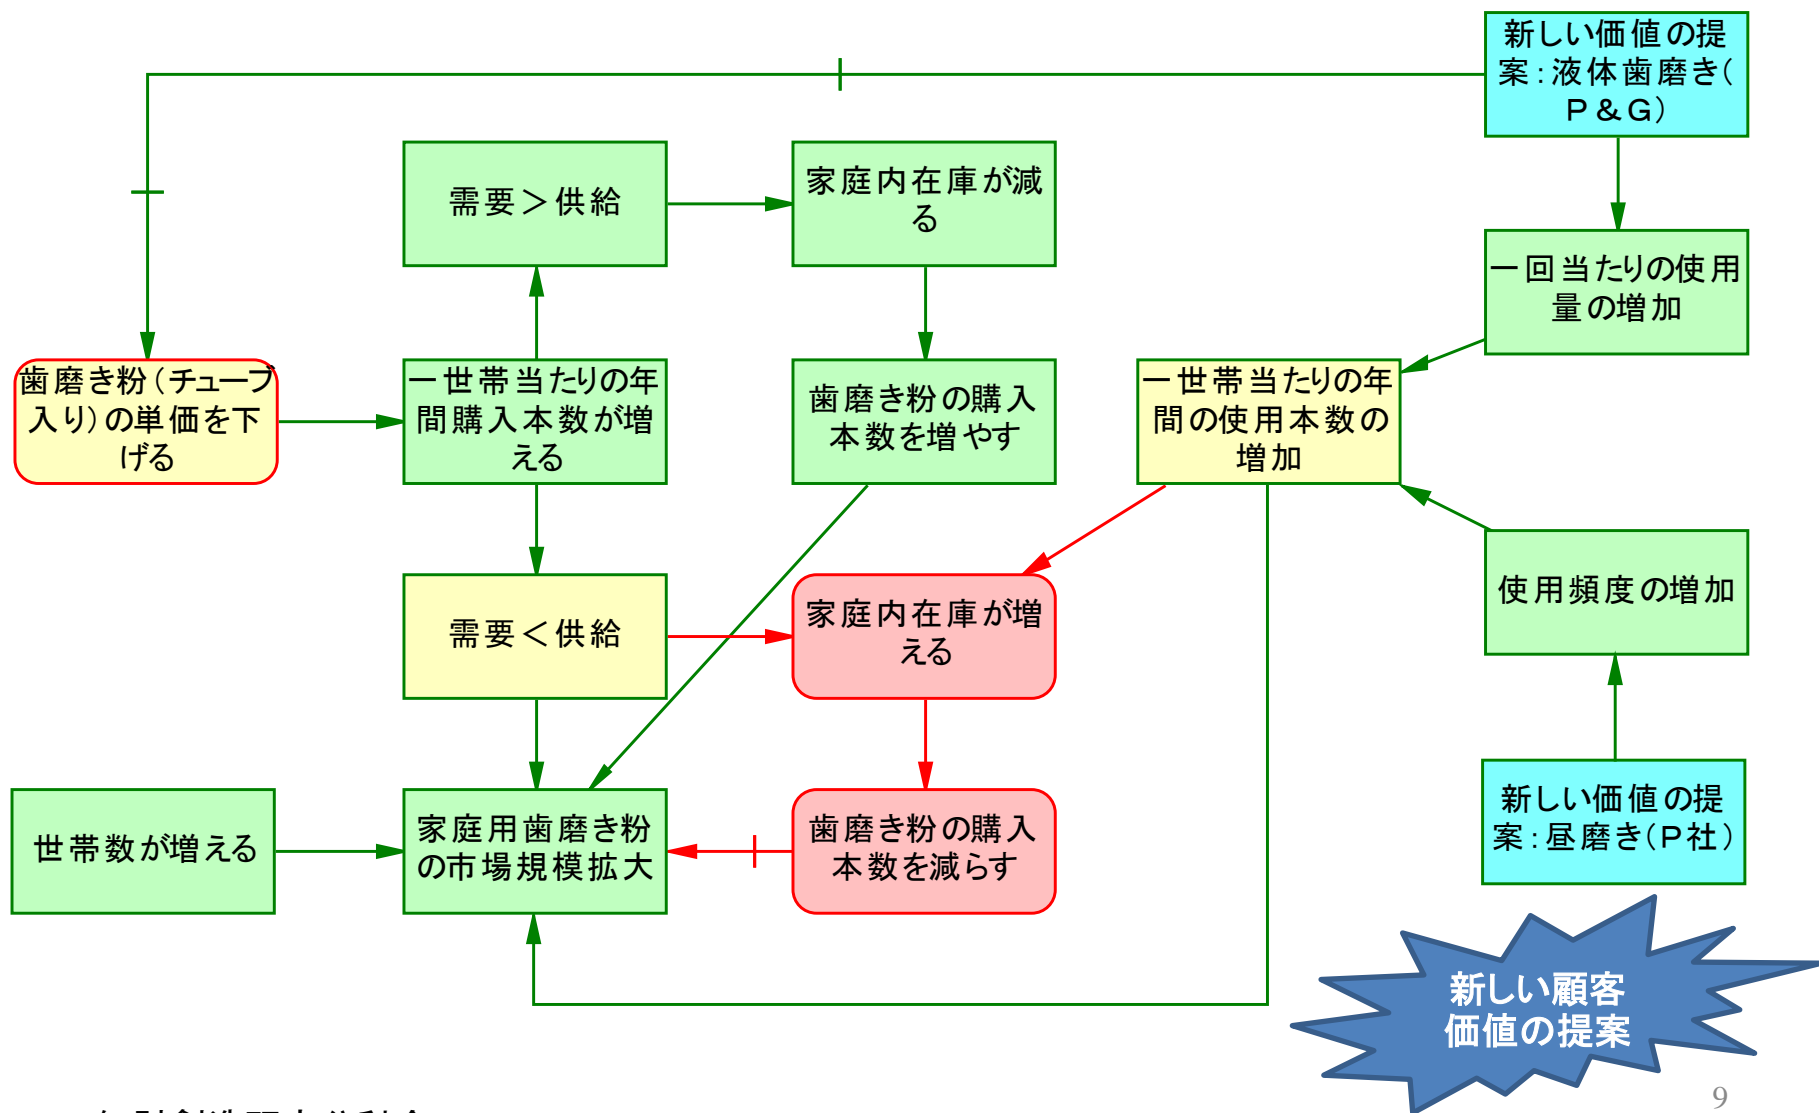 新しい価値の提
案：液体歯磨き（
Ｐ＆Ｇ）
需要＞供給
家庭内在庫が減
る
一回当たりの使用
量の増加
歯磨き粉（チューブ
入り）の単価を下
げる
一世帯当たりの年
間購入本数が増
える
歯磨き粉の購入
本数を増やす
一世帯当たりの年
間の使用本数の
増加
需要＜供給
家庭内在庫が増
える
使用頻度の増加
世帯数が増える
家庭用歯磨き粉
の市場規模拡大
歯磨き粉の購入
本数を減らす
新しい価値の提
案：昼磨き（Ｐ社）
新しい顧客
価値の提案
9